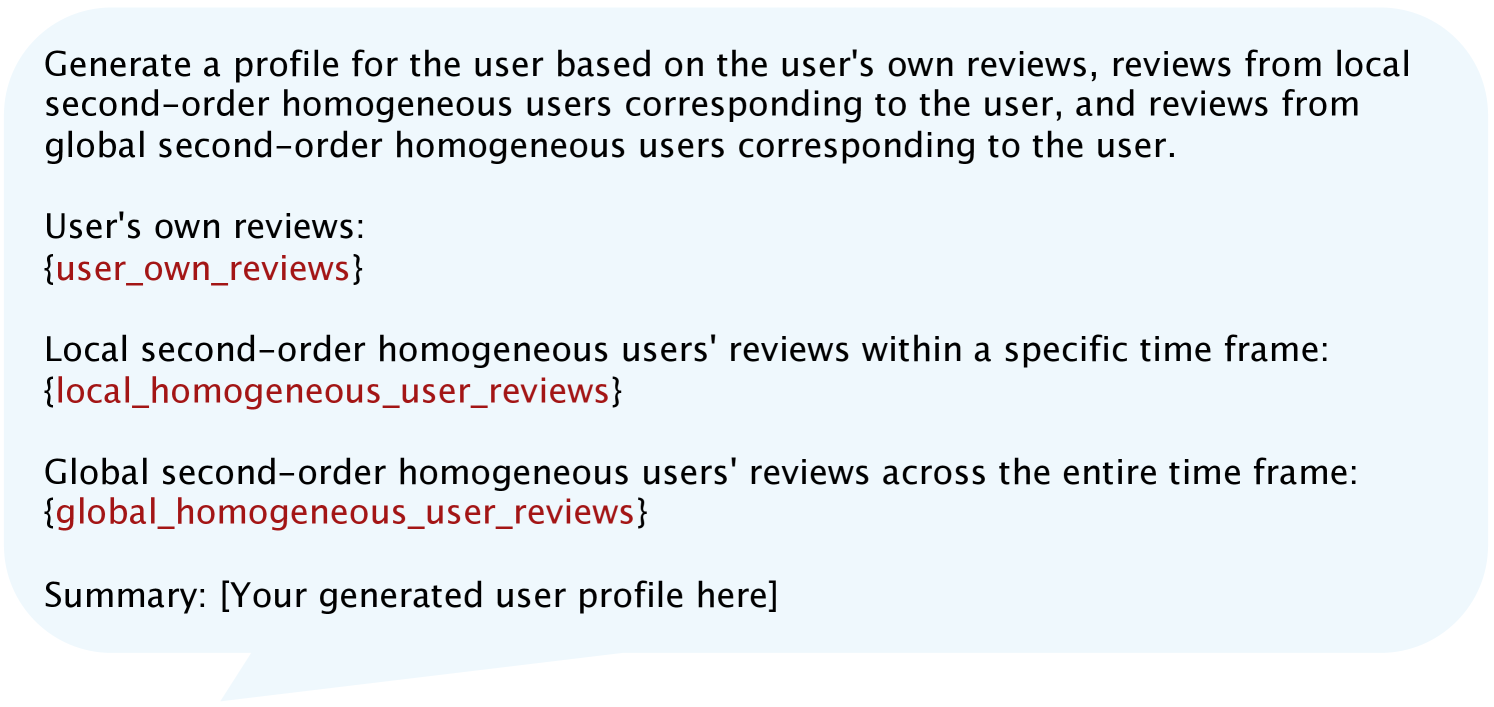 Generate a profile for the user based on the user's own reviews, reviews from local
second-order homogeneous users corresponding to the user, and reviews from
global second-order homogeneous users corresponding to the user.
User's own reviews:
{user_own_reviews}
Local second-order homogeneous users' reviews within a specific time frame:
{local_homogeneous_user_reviews}
Global second-order homogeneous users' reviews across the entire time frame:
{global_homogeneous_user_reviews}
Summary: [Your generated user profile here]